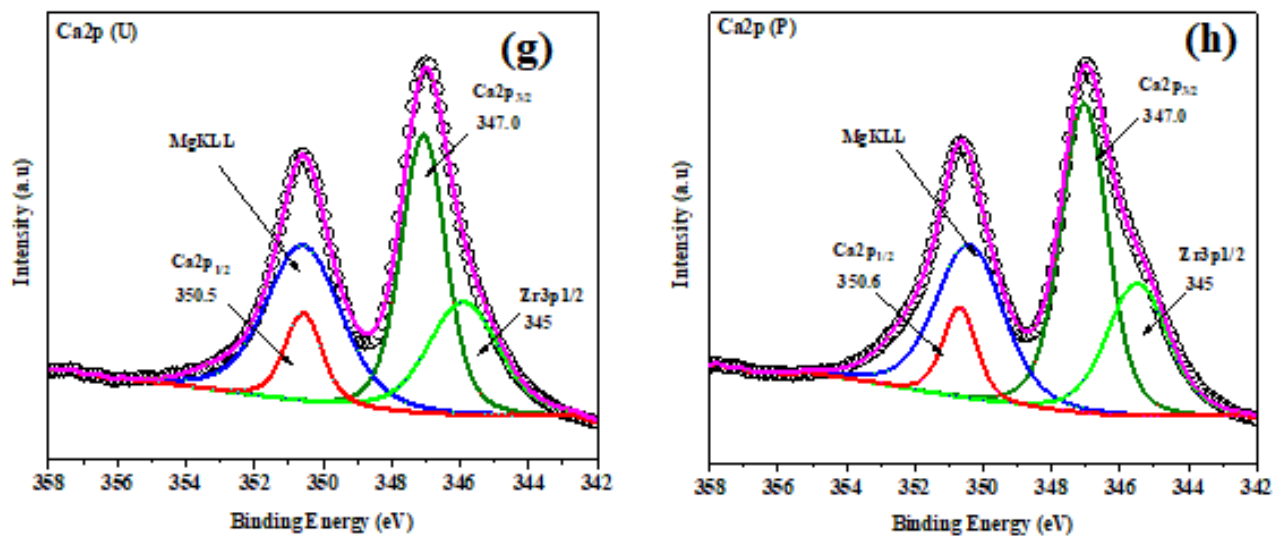 Ca2p (U)
(g)
Ca2p3/2
347.0
MgKLL
Ca2p1/2
350.5
Zr3p1/2
345
Intensity (a.u)
358 356 354 352 350 348 346 344 342
Binding Energy (eV)
Ca2p (P)
(h)
Ca2p3/2
347.0
MgKLL
Ca2p1/2
350.6
Zr3p1/2
345
Intensity (a.u)
358 356 354 352 350 348 346 344 342
Binding Energy (eV)